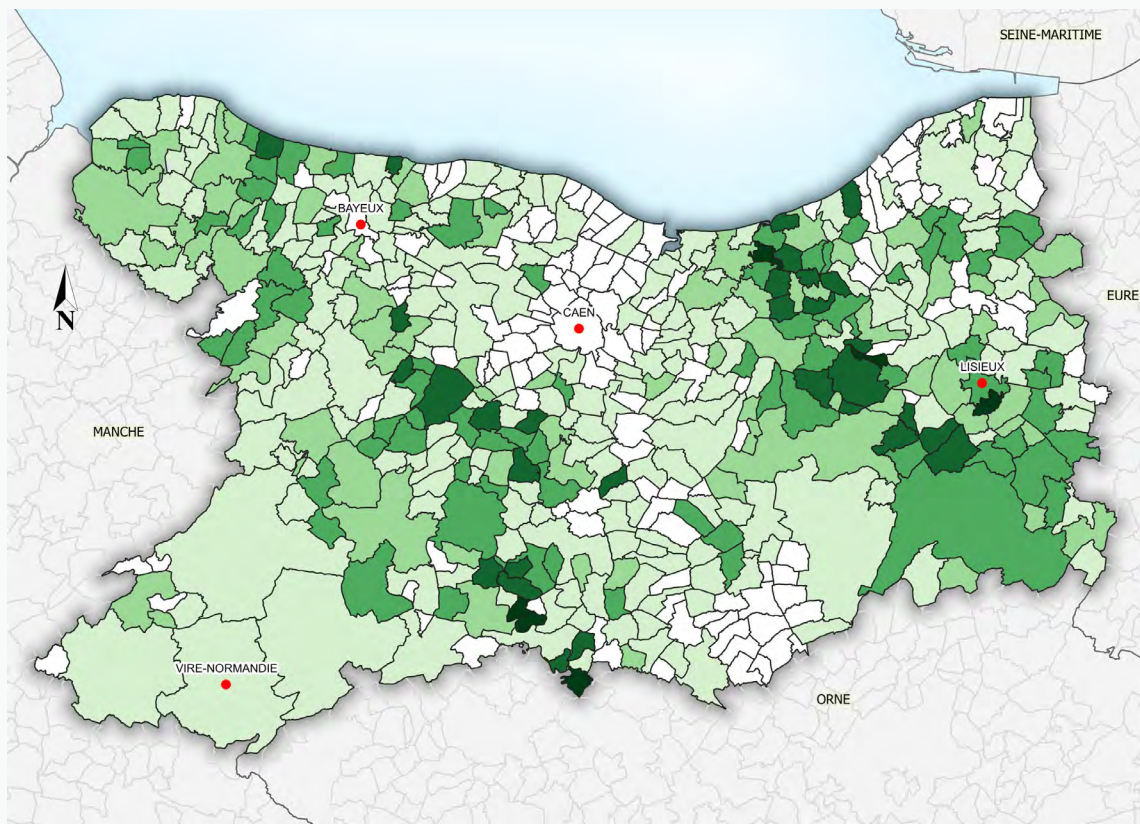 SEINE-MARITIME
BAYEUX
EURE
N
CAEN
LISIEUX
MANCHE
VIRE-NORMANDIE
ORNE